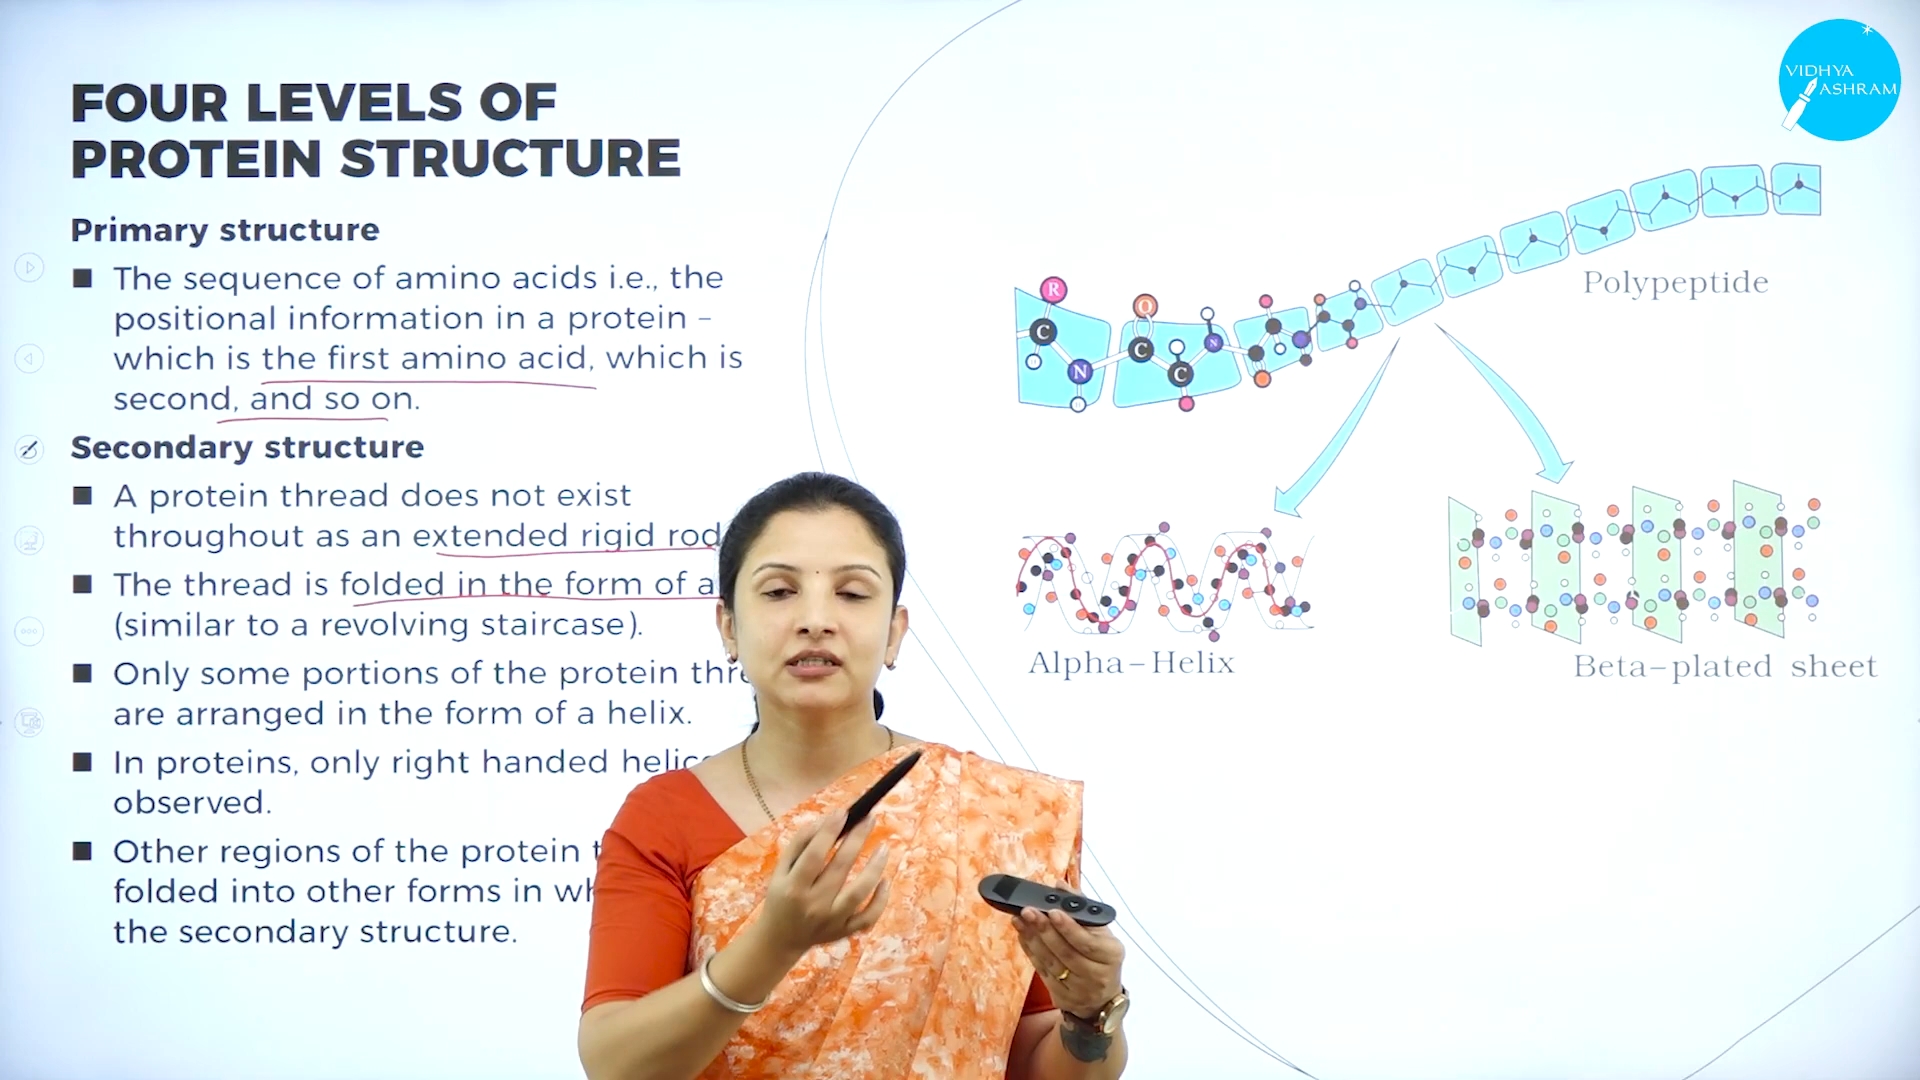 FOUR LEVELS OF
PROTEIN STRUCTURE
Primary structure
■ The sequence of amino acids i.e., the
positional information in a protein –
which is the first amino acid, which is
second, and so on.
Secondary structure
■ A protein thread does not exist
throughout as an extended rigid rod
■ The thread is folded in the form of a
(similar to a revolving staircase).
■ Only some portions of the protein
are arranged in the form of a helix.
■ In proteins, only right handed
observed.
■ Other regions of the protein
folded into other forms in
the secondary structure.
VIDHYA
ASHRAM
Polypeptide
R
O
C
C
N
N
C
Alpha–Helix
Beta–plated sheet